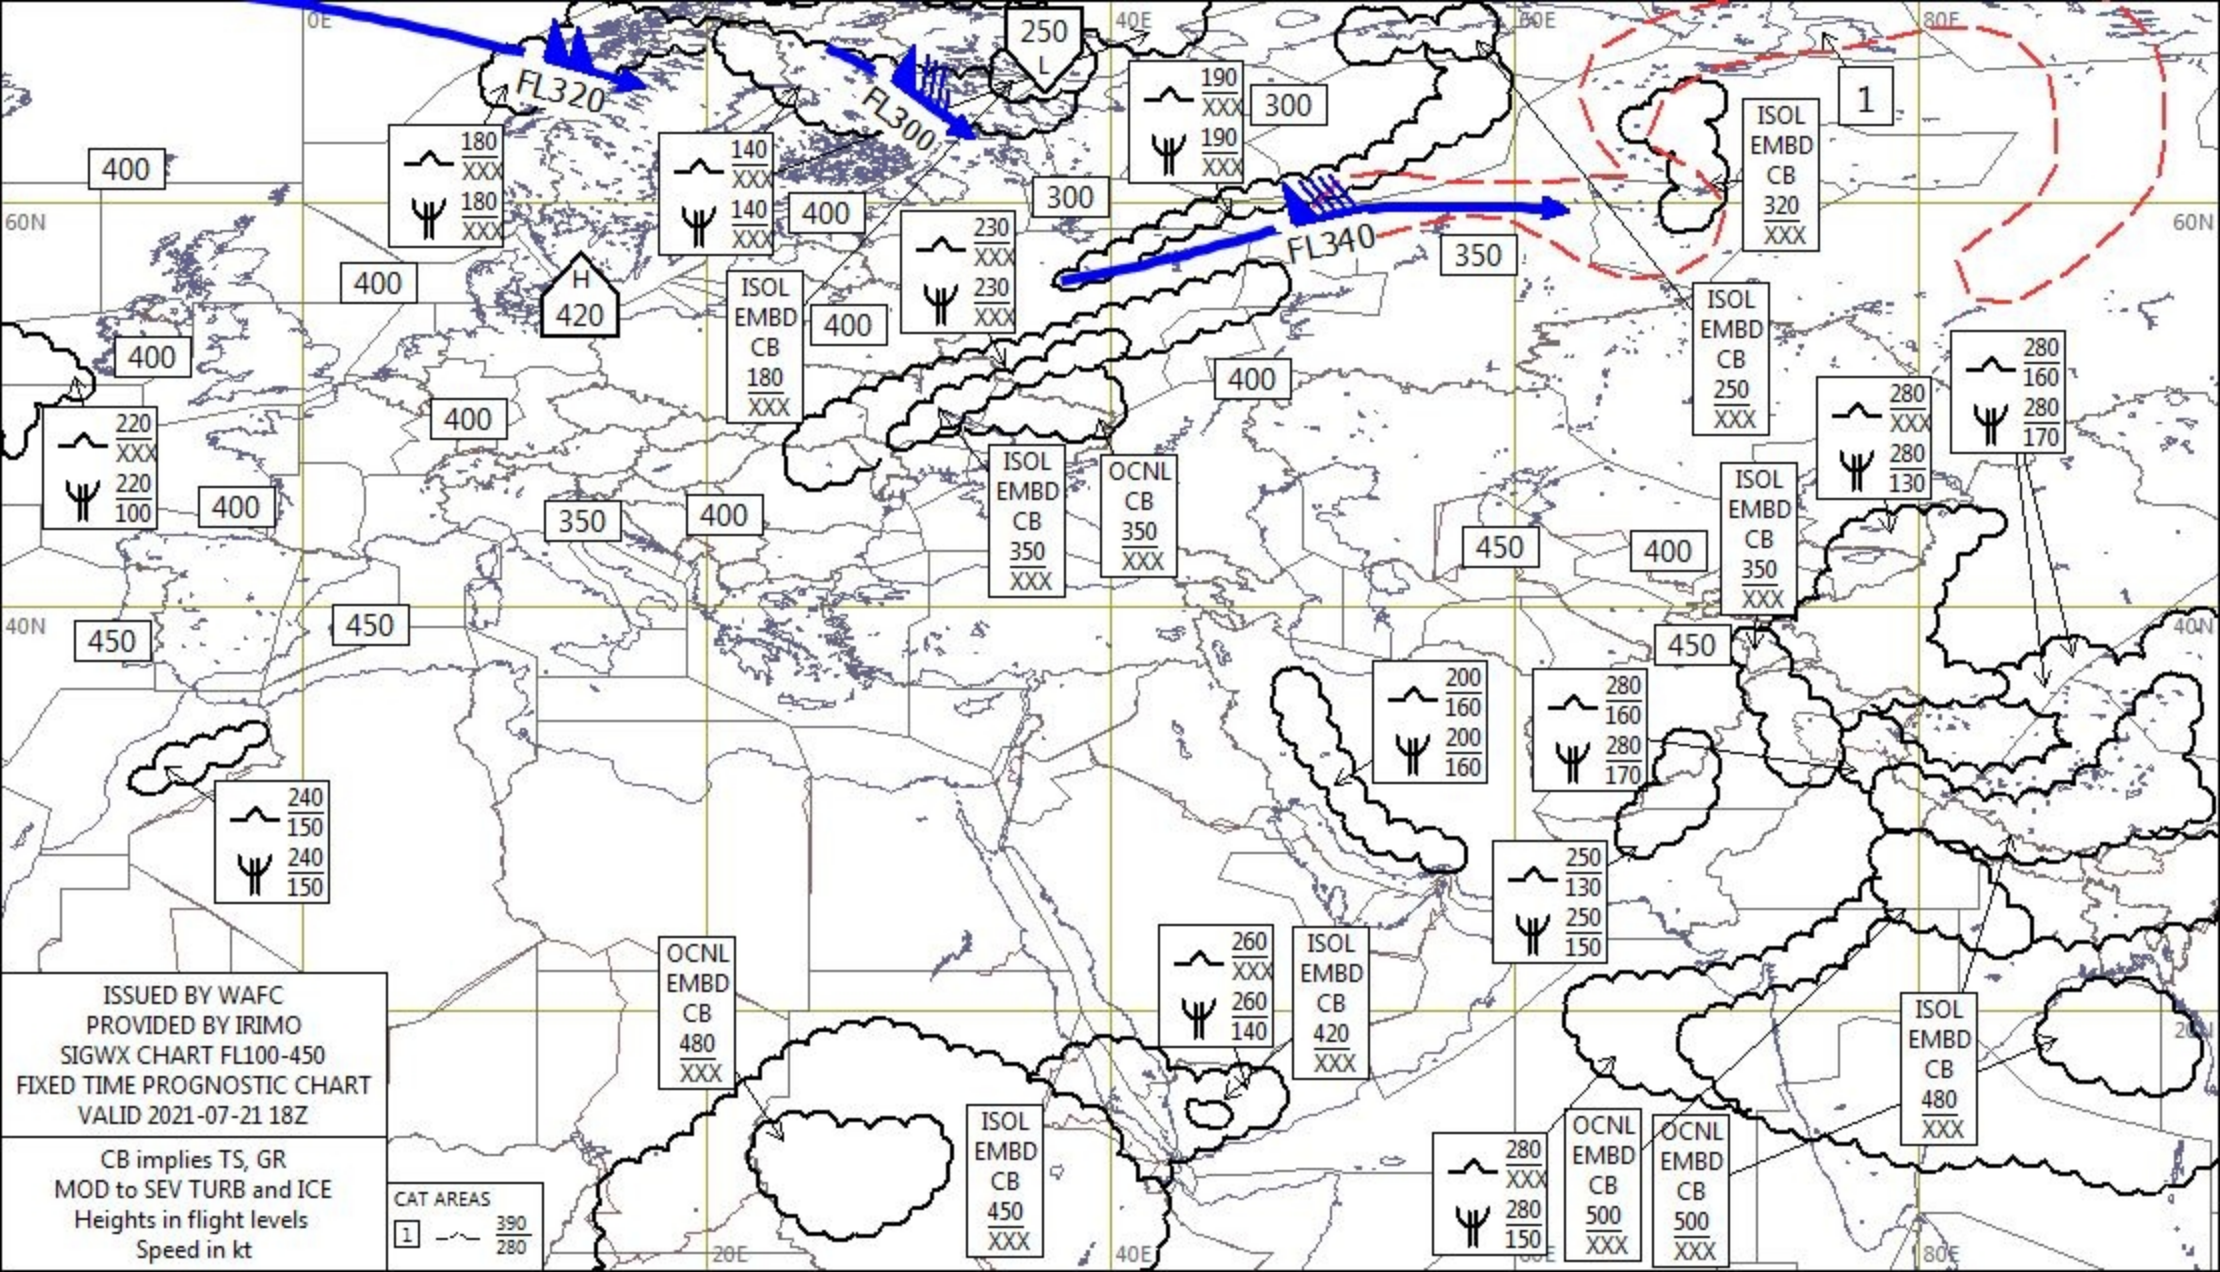 0E
40E
60E
80E
250
L
FL320
FL300
190
XXX
190
XXX
300
1
ISOL
EMBD
CB
320
XXX
180
XXX
180
XXX
140
XXX
140
XXX
400
400
300
60N
60N
230
XXX
230
XXX
FL340
350
400
H
420
ISOL
EMBD
CB
180
XXX
400
ISOL
EMBD
CB
250
XXX
280
160
280
170
400
400
280
XXX
280
130
220
XXX
220
100
400
ISOL
EMBD
CB
350
XXX
OCNL
CB
350
XXX
ISOL
EMBD
CB
350
XXX
400
350
400
450
400
40N
40N
450
450
450
200
160
200
160
280
160
280
170
240
150
240
150
250
130
250
150
OCNL
EMBD
CB
480
XXX
260
XXX
260
140
ISOL
EMBD
CB
420
XXX
ISOL
EMBD
CB
480
XXX
20N
ISSUED BY WAFC
PROVIDED BY IRIMO
SIGWX CHART FL100-450
FIXED TIME PROGNOSTIC CHART
VALID 2021-07-21 18Z
CB implies TS, GR
MOD to SEV TURB and ICE
Heights in flight levels
Speed in kt
CAT AREAS
1
390
280
ISOL
EMBD
CB
450
XXX
280
XXX
280
150
OCNL
EMBD
CB
500
XXX
OCNL
EMBD
CB
500
XXX
20E
40E
60E
80E